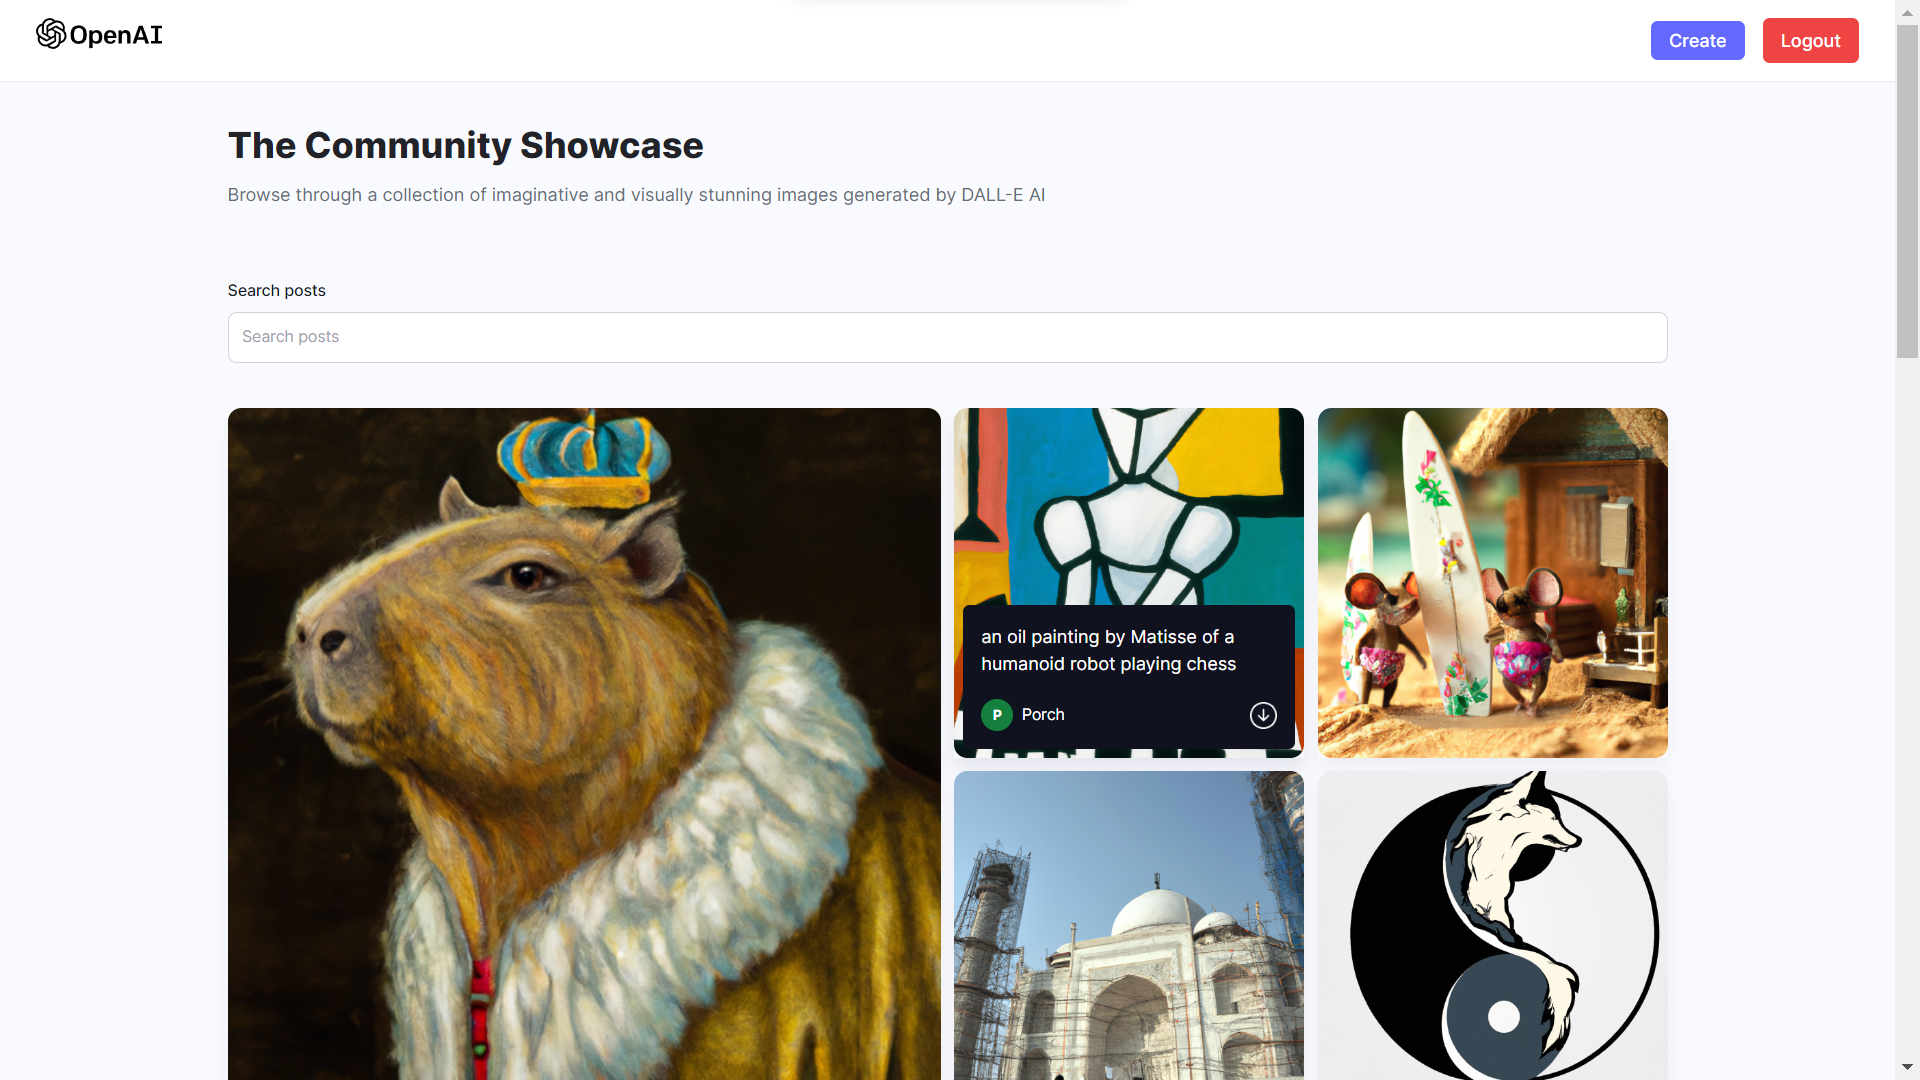 OpenAI
Create
Logout
The Community Showcase
Browse through a collection of imaginative and visually stunning images generated by DALL-E AI
Search posts
Search posts
an oil painting by Matisse of a
humanoid robot playing chess
P
Porch